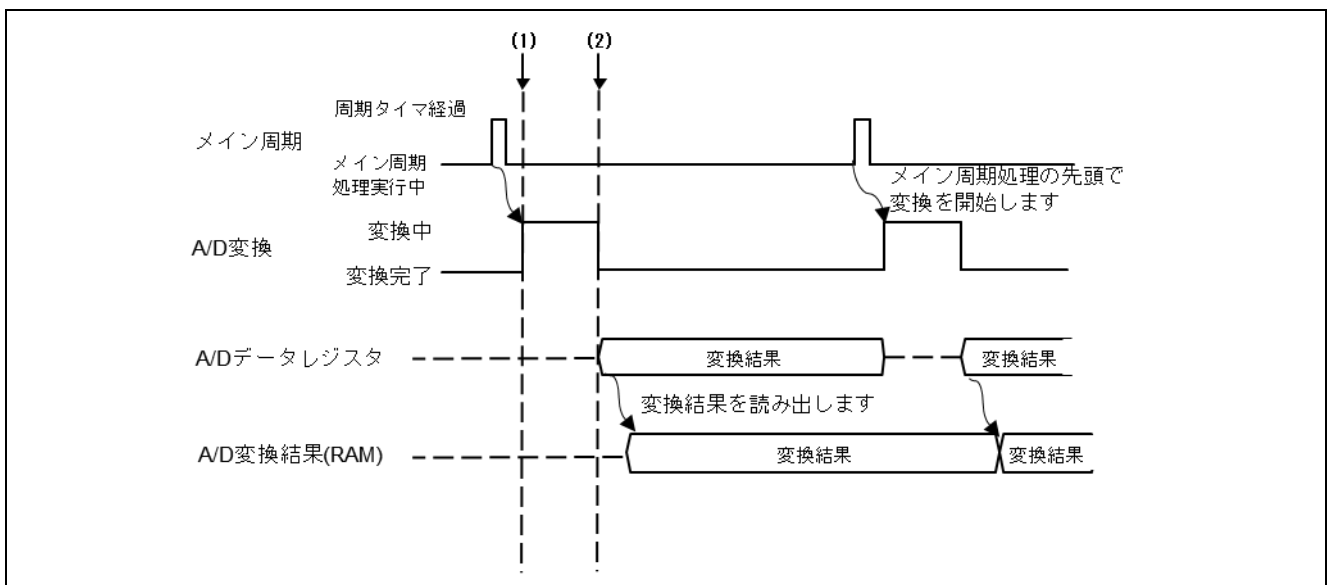 (1)
(2)
周期タイマ経過
メイン周期
メイン周期
処理実行中
メイン周期処理の先頭で
変換を開始します
変換中
A/D変換
変換完了
A/Dデータレジスタ
変換結果
変換結果
変換結果を読み出します
A/D変換結果(RAM)
変換結果
変換結果